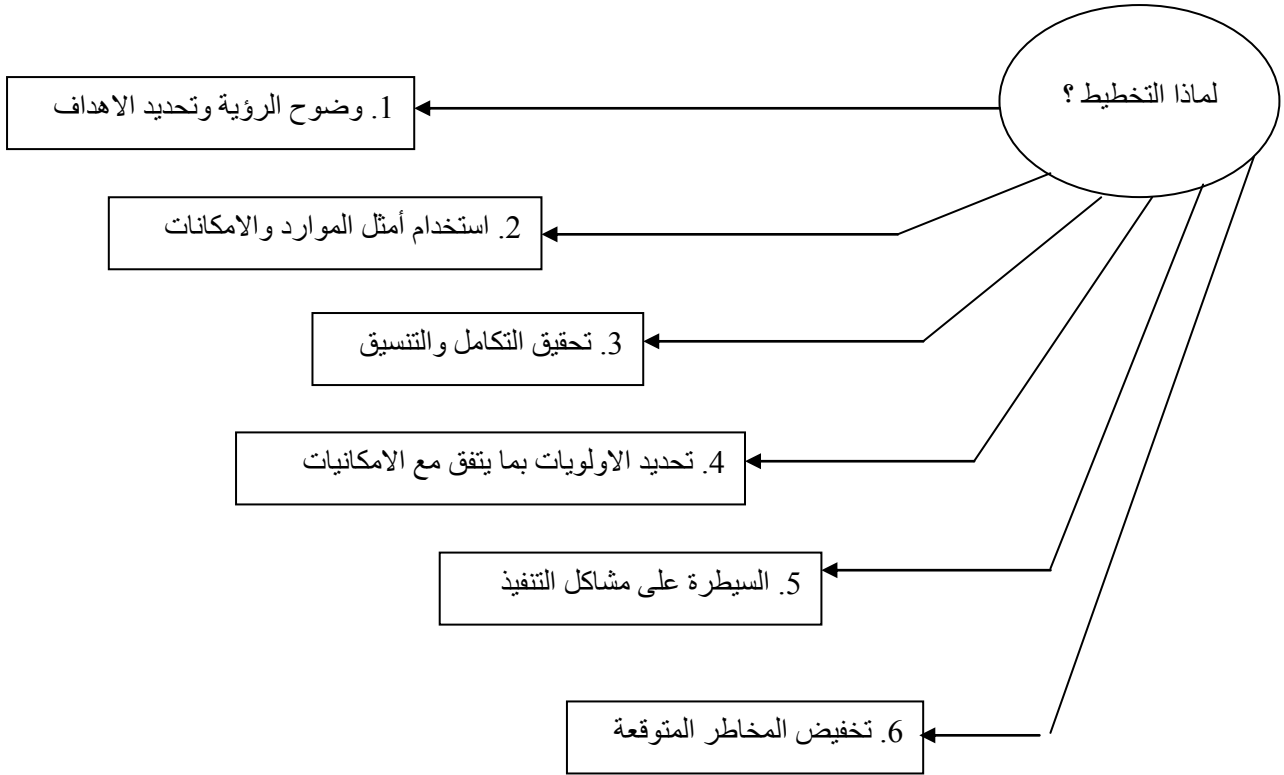 لماذا التخطيط ؟
1. وضوح الرؤية وتحديد الاهداف
2. استخدام أمثل الموارد والامكانات
3. تحقيق التكامل والتنسيق
4. تحديد الاولويات بما يتفق مع الامكانيات
5. السيطرة على مشاكل التنفيذ
6. تخفيض المخاطر المتوقعة